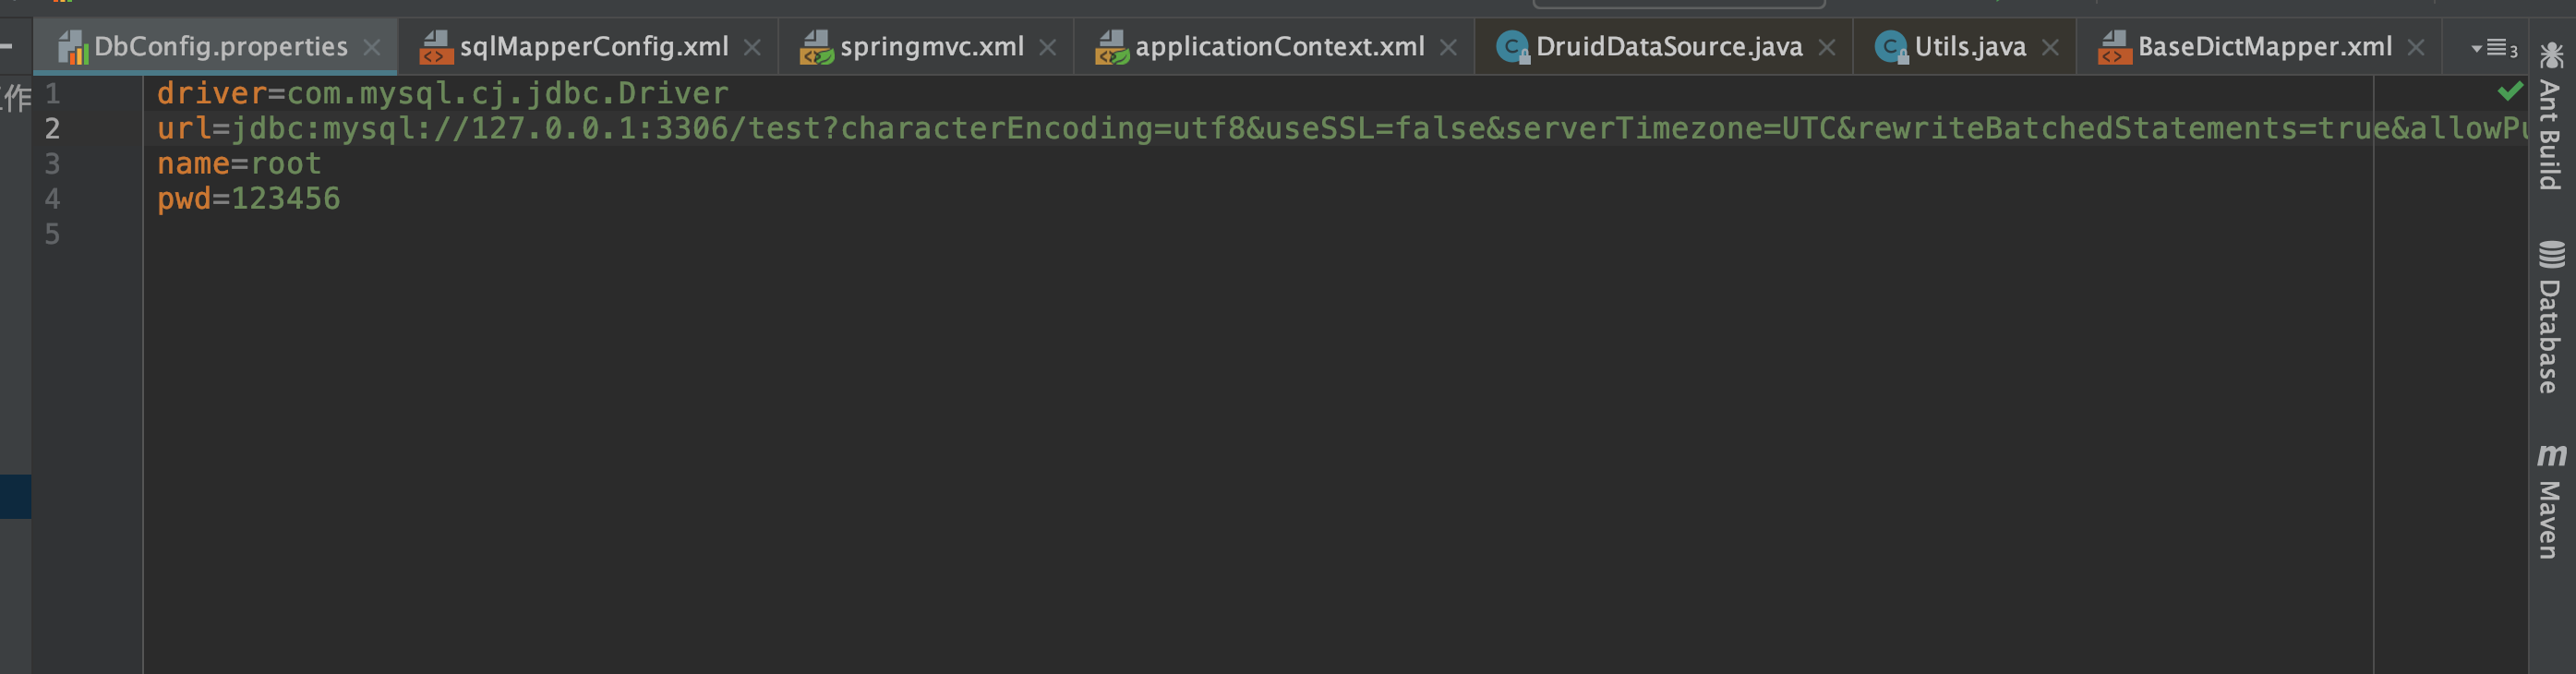 DbConfig.properties
sqlMapperConfig.xml
springmvc.xml
applicationContext.xml
DruidDataSource.java
Utils.java
BaseDictMapper.xml
3
作
1 driver=com.mysql.cj.jdbc.Driver
2 url=jdbc:mysql://127.0.0.1:3306/test?characterEncoding=utf8&useSSL=false&serverTimezone=UTC&rewriteBatchedStatements=true&allowPu
3 name=root
4 pwd=123456
5
Ant Build
Database
m Maven